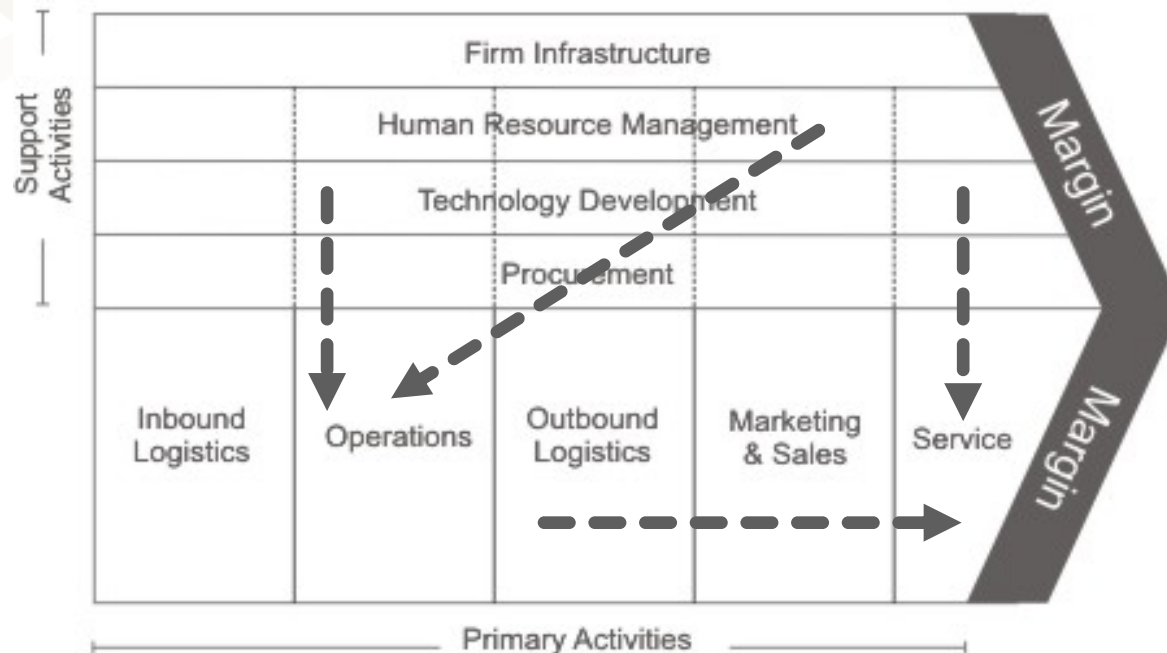 Support
Activities
Firm Infrastructure
Human Resource Management
Technology Development
Procurement
Margin
Inbound
Logistics
Operations
Outbound
Logistics
Marketing
& Sales
Service
Margin
Primary Activities